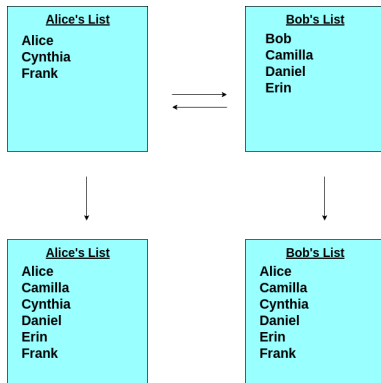 Alice's List
Alice
Cynthia
Frank
Bob's List
Bob
Camilla
Daniel
Erin
Alice's List
Alice
Camilla
Cynthia
Daniel
Erin
Frank
Bob's List
Alice
Camilla
Cynthia
Daniel
Erin
Frank